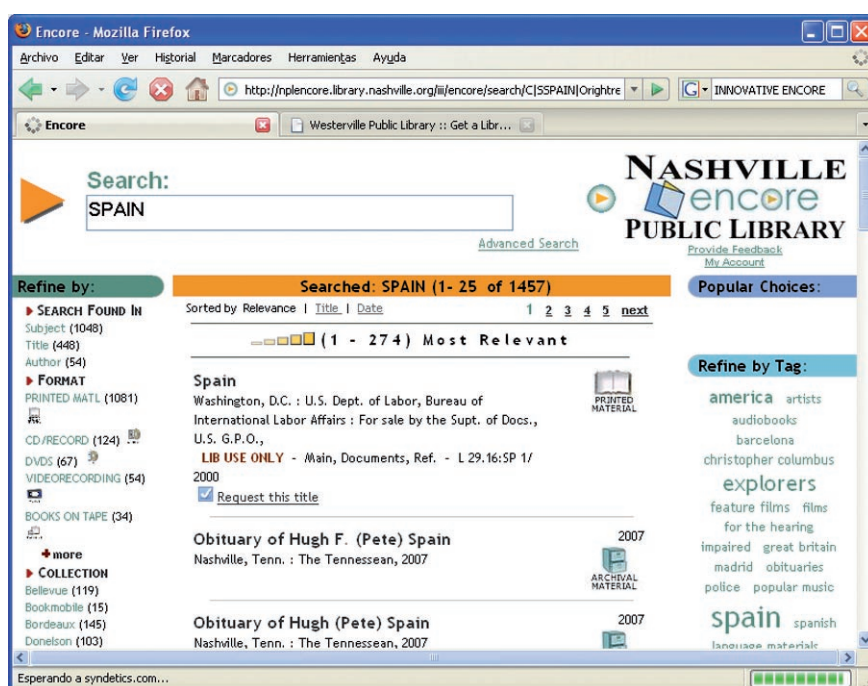 Encore - Mozilla Firefox
Archivo Editar Ver Historial Marcadores Herramientas Ayuda
http://nplencore.library.nashville.org/iii/encore/search/C|SSPAIN|Orightre G INNOVATIVE ENCORE
Encore Westerville Public Library :: Get a Libr...
Search:
SPAIN
Advanced Search
NASHVILLE
encore
PUBLIC LIBRARY
Provide Feedback
My Account
Refine by:
SEARCH FOUND IN
Subject (1048)
Title (448)
Author (54)
FORMAT
PRINTED MATL (1081)
CD/RECORD (124)
DVDS (67)
VIDEORECORDING (54)
BOOKS ON TAPE (34)
+more
COLLECTION
Bellevue (119)
Bookmobile (15)
Bordeaux (145)
Donelson (103)
Searched: SPAIN (1- 25 of 1457)
Sorted by Relevance | Title | Date 1 2 3 4 5 next
(1 - 274) Most Relevant
Spain
Washington, D.C. : U.S. Dept. of Labor, Bureau of
International Labor Affairs : For sale by the Supt. of Docs.,
U.S. G.P.O.,
LIB USE ONLY - Main, Documents, Ref. - L 29.16:SP 1/
2000
Request this title
PRINTED
MATERIAL
Obituary of Hugh F. (Pete) Spain
Nashville, Tenn. : The Tennessean, 2007
2007
ARCHIVAL
MATERIAL
Obituary of Hugh (Pete) Spain
Nashville, Tenn. : The Tennessean, 2007
2007
Popular Choices:
Refine by Tag:
america artists
audiobooks
barcelona
christopher columbus
explorers
feature films films
for the hearing
impaired great britain
madrid obituaries
police popular music
spain spanish
language materials
Esperando a syndetics.com...